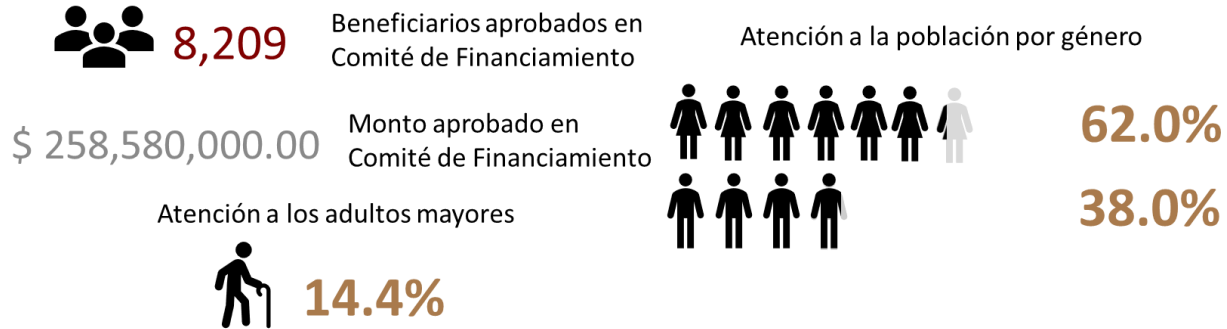 8,209
Beneficiarios aprobados en
Comité de Financiamiento
$ 258,580,000.00
Monto aprobado en
Comité de Financiamiento
Atención a los adultos mayores
14.4%
Atención a la población por género
62.0%
38.0%